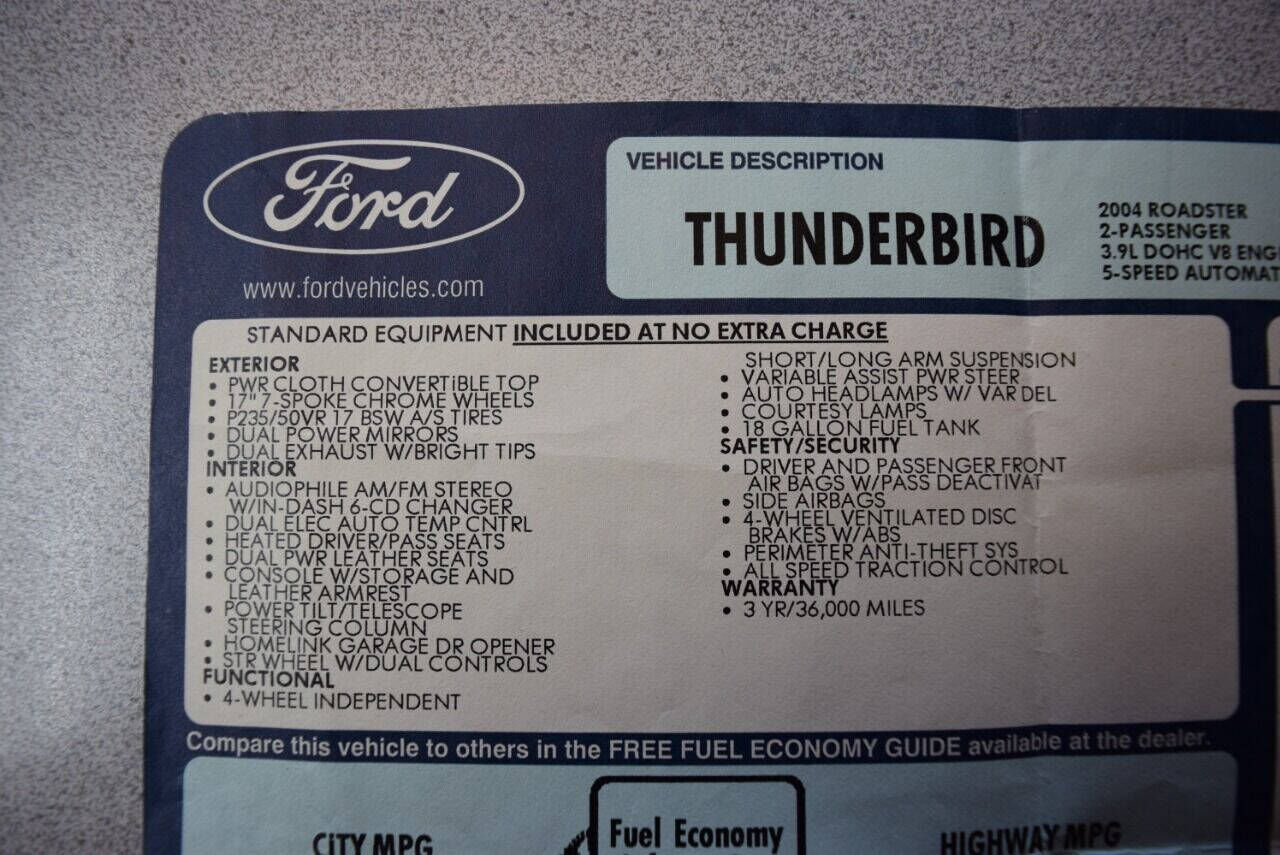 Ford
www.fordvehicles.com
VEHICLE DESCRIPTION
THUNDERBIRD
2004 ROADSTER
2-PASSENGER
3.9L DOHC V8 ENG
5-SPEED AUTOMAT
STANDARD EQUIPMENT INCLUDED AT NO EXTRA CHARGE
EXTERIOR
• PWR CLOTH CONVERTIBLE TOP
• 17" 7-SPOKE CHROME WHEELS
• P235/50VR 17 BSW A/S TIRES
• DUAL POWER MIRRORS
• DUAL EXHAUST W/BRIGHT TIPS
INTERIOR
• AUDIOPHILE AM/FM STEREO
W/IN-DASH 6-CD CHANGER
• DUAL ELEC AUTO TEMP CNTRL
• HEATED DRIVER/PASS SEATS
• DUAL PWR LEATHER SEATS
• CONSOLE W/STORAGE AND
LEATHER ARMREST
• POWER TILT/TELESCOPE
STEERING COLUMN
• HOMELINK GARAGE DR OPENER
• STR WHEEL W/DUAL CONTROLS
FUNCTIONAL
• 4-WHEEL INDEPENDENT
SHORT/LONG ARM SUSPENSION
• VARIABLE ASSIST PWR STEER
• AUTO HEADLAMPS W/ VAR DEL
• COURTESY LAMPS
• 18 GALLON FUEL TANK
SAFETY/SECURITY
• DRIVER AND PASSENGER FRONT
AIR BAGS W/PASS DEACTIVAT
• SIDE AIRBAGS
• 4-WHEEL VENTILATED DISC
BRAKES W/ABS
• PERIMETER ANTI-THEFT SYS
• ALL SPEED TRACTION CONTROL
WARRANTY
• 3 YR/36,000 MILES
Compare this vehicle to others in the FREE FUEL ECONOMY GUIDE available at the dealer.
CITY MPG
Fuel Economy
HIGHWAY MPG